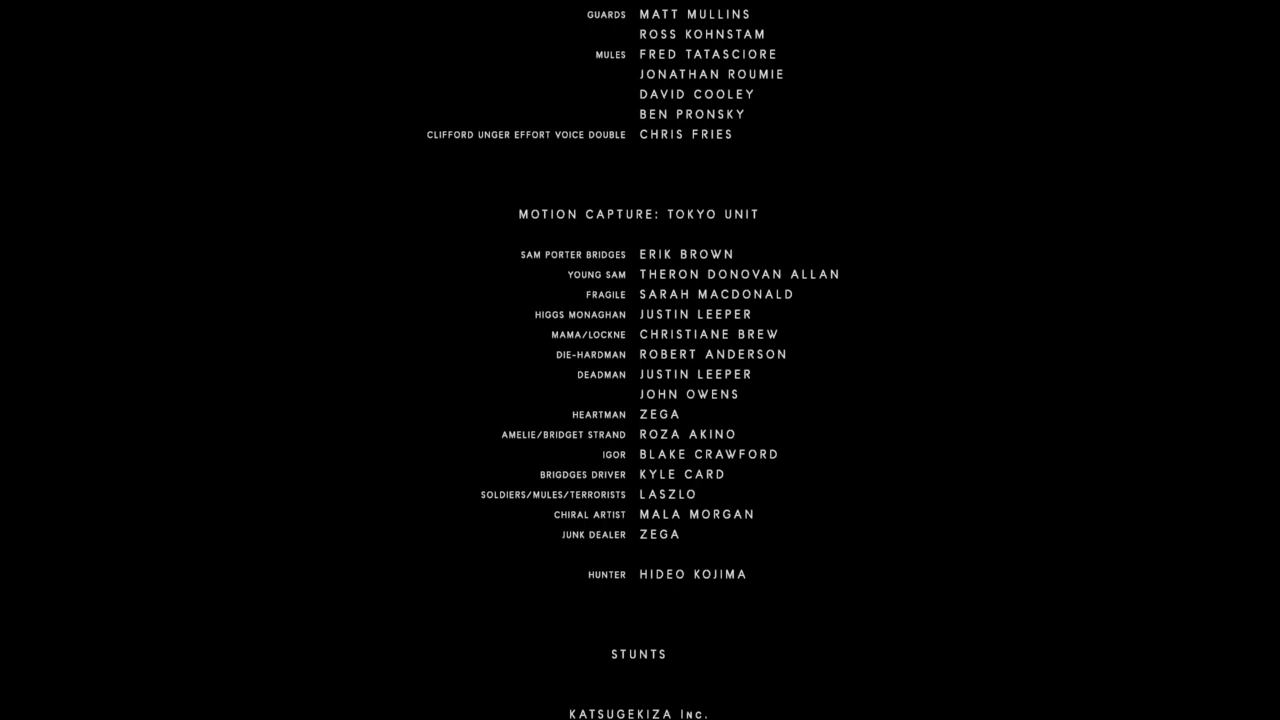 GUARDS MATT MULLINS
ROSS KOHNSTAM
MULES FRED TATASCIORE
JONATHAN ROUMIE
DAVID COOLEY
BEN PRONSKY
CLIFFORD UNGER EFFORT VOICE DOUBLE CHRIS FRIES
MOTION CAPTURE: TOKYO UNIT
SAM PORTER BRIDGES ERIK BROWN
YOUNG SAM THERON DONOVAN ALLAN
FRAGILE SARAH MACDONALD
HIGGS MONAGHAN JUSTIN LEEPER
MAMA/LOCKNE CHRISTIANE BREW
DIE-HARDMAN ROBERT ANDERSON
DEADMAN JUSTIN LEEPER
JOHN OWENS
HEARTMAN ZEGA
AMELIE/BRIDGET STRAND ROZA AKINO
IGOR BLAKE CRAWFORD
BRIGDGES DRIVER KYLE CARD
SOLDIERS/MULES/TERRORISTS LASZLO
CHIRAL ARTIST MALA MORGAN
JUNK DEALER ZEGA
HUNTER HIDEO KOJIMA
STUNTS
KATSUGEKIZA Inc.